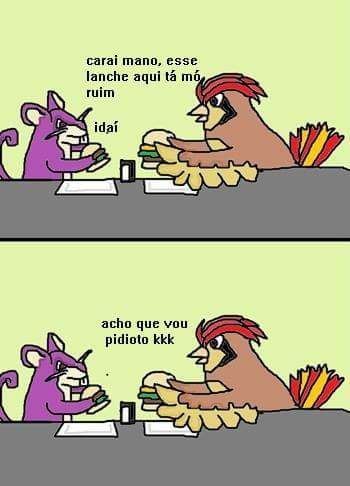 carai mano, esse
lanche aqui tá mó
ruim
idaí
acho que vou
pidioto kkk